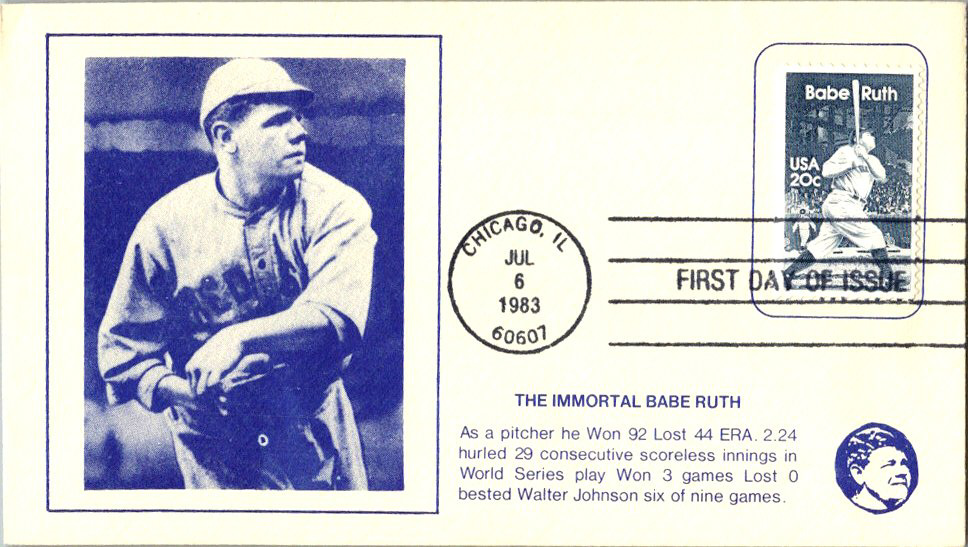 Babe Ruth
USA
20c
CHICAGO, IL
JUL
6
1983
60607
FIRST DAY OF ISSUE
THE IMMORTAL BABE RUTH
As a pitcher he Won 92 Lost 44 ERA. 2.24
hurled 29 consecutive scoreless innings in
World Series play Won 3 games Lost 0
bested Walter Johnson six of nine games.